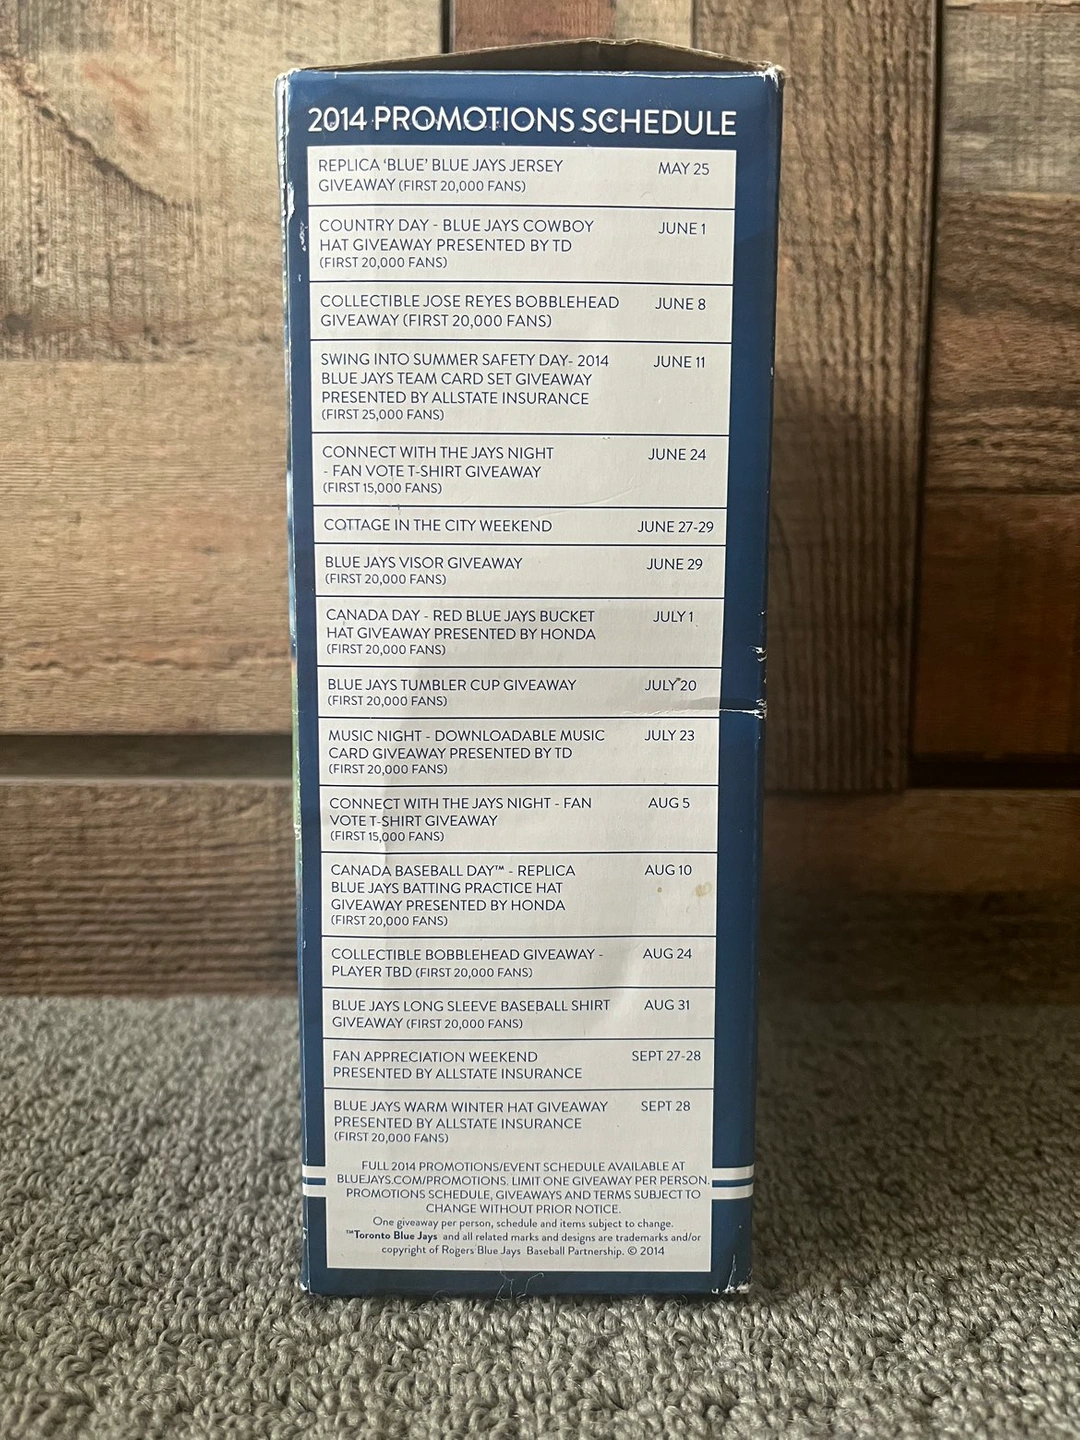 2014 PROMOTIONS SCHEDULE
REPLICA ‘BLUE’ BLUE JAYS JERSEY MAY 25
GIVEAWAY (FIRST 20,000 FANS)
COUNTRY DAY - BLUE JAYS COWBOY JUNE 1
HAT GIVEAWAY PRESENTED BY TD
(FIRST 20,000 FANS)
COLLECTIBLE JOSE REYES BOBBLEHEAD JUNE 8
GIVEAWAY (FIRST 20,000 FANS)
SWING INTO SUMMER SAFETY DAY- 2014 JUNE 11
BLUE JAYS TEAM CARD SET GIVEAWAY
PRESENTED BY ALLSTATE INSURANCE
(FIRST 25,000 FANS)
CONNECT WITH THE JAYS NIGHT JUNE 24
- FAN VOTE T-SHIRT GIVEAWAY
(FIRST 15,000 FANS)
COTTAGE IN THE CITY WEEKEND JUNE 27-29
BLUE JAYS VISOR GIVEAWAY JUNE 29
(FIRST 20,000 FANS)
CANADA DAY - RED BLUE JAYS BUCKET JULY 1
HAT GIVEAWAY PRESENTED BY HONDA
(FIRST 20,000 FANS)
BLUE JAYS TUMBLER CUP GIVEAWAY JULY 20
(FIRST 20,000 FANS)
MUSIC NIGHT - DOWNLOADABLE MUSIC JULY 23
CARD GIVEAWAY PRESENTED BY TD
(FIRST 20,000 FANS)
CONNECT WITH THE JAYS NIGHT - FAN AUG 5
VOTE T-SHIRT GIVEAWAY
(FIRST 15,000 FANS)
CANADA BASEBALL DAY™ - REPLICA AUG 10
BLUE JAYS BATTING PRACTICE HAT
GIVEAWAY PRESENTED BY HONDA
(FIRST 20,000 FANS)
COLLECTIBLE BOBBLEHEAD GIVEAWAY - AUG 24
PLAYER TBD (FIRST 20,000 FANS)
BLUE JAYS LONG SLEEVE BASEBALL SHIRT AUG 31
GIVEAWAY (FIRST 20,000 FANS)
FAN APPRECIATION WEEKEND SEPT 27-28
PRESENTED BY ALLSTATE INSURANCE
BLUE JAYS WARM WINTER HAT GIVEAWAY SEPT 28
PRESENTED BY ALLSTATE INSURANCE
(FIRST 20,000 FANS)
FULL 2014 PROMOTIONS/EVENT SCHEDULE AVAILABLE AT
BLUEJAYS.COM/PROMOTIONS. LIMIT ONE GIVEAWAY PER PERSON.
PROMOTIONS SCHEDULE, GIVEAWAYS AND TERMS SUBJECT TO
CHANGE WITHOUT PRIOR NOTICE.
One giveaway per person, schedule and items subject to change.
™Toronto Blue Jays and all related marks and designs are trademarks and/or
copyright of Rogers Blue Jays Baseball Partnership. © 2014